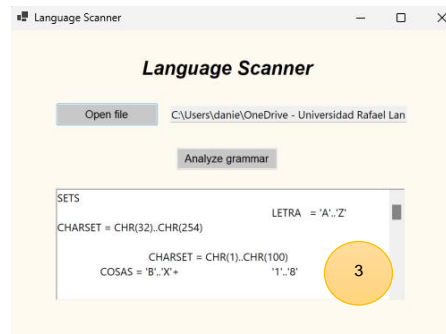 Language Scanner
Language Scanner
Open file C:\Users\danie\OneDrive - Universidad Rafael Lan
Analyze grammar
SETS
LETRA = 'A'..'Z'
CHARSET = CHR(32)..CHR(254)
CHARSET = CHR(1)..CHR(100)
COSAS = 'B'..'X'+ '1'..'8'
3